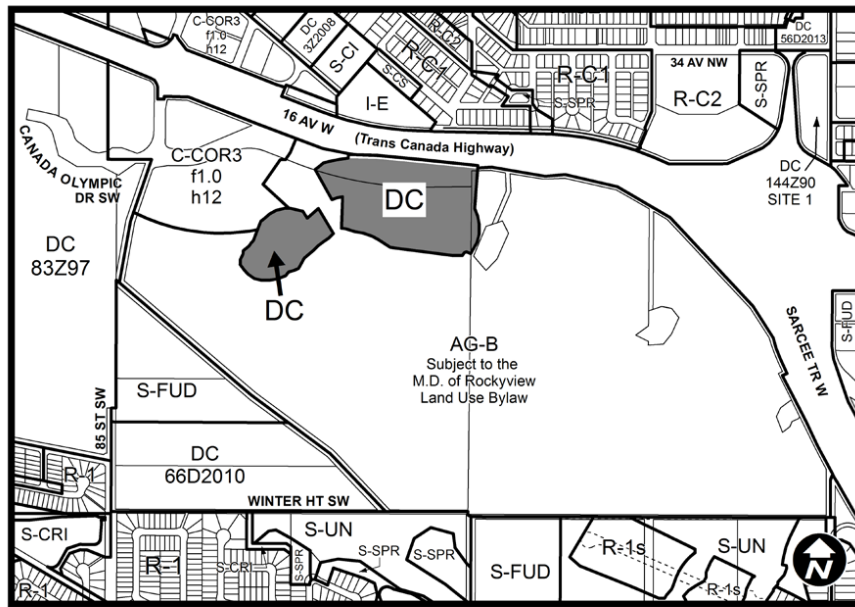 C-COR3
f1.0
h12
DC
3Z2008
S-CI
R-C2
R-C1
S-CS
I-E
R-C1
S-SPR
34 AV NW
R-C2
S-SPR
DC
56D2013
16 AV W
(Trans Canada Highway)
DC
144Z90
SITE 1
CANADA OLYMPIC
DR SW
C-COR3
f1.0
h12
DC
DC
DC
83Z97
AG-B
Subject to the
M.D. of Rockyview
Land Use Bylaw
SARCEE TR W
S-FUD
S-FUD
85 ST SW
DC
66D2010
R-1
WINTER HT SW
S-CRI
R-1
R-1
S-CRI
S-SPR
S-UN
S-SPR
S-SPR
S-FUD
R-1s
R-1s
S-UN
N